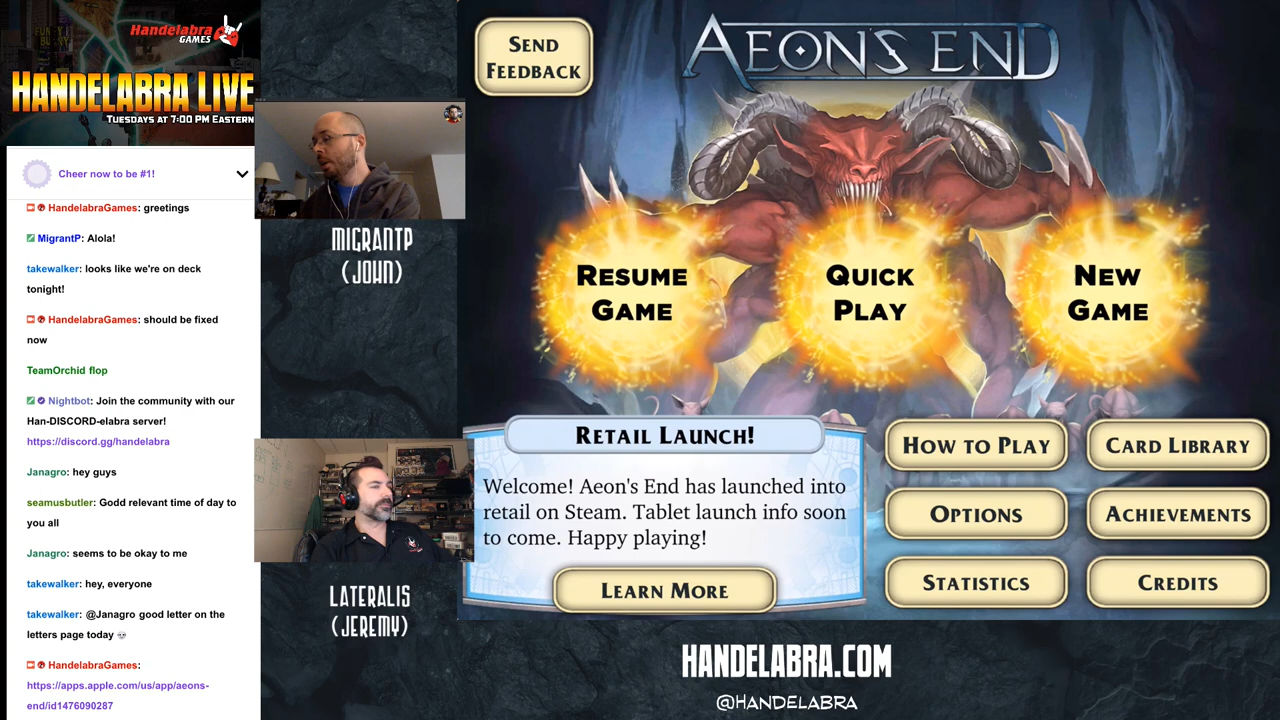 Handelabra
GAMES
HANDELABRA LIVE
TUESDAYS AT 7:00 PM EASTERN
Cheer now to be #1!
HandelabraGames: greetings
MigrantP: Alola!
takewalker: looks like we're on deck
tonight!
HandelabraGames: should be fixed
now
TeamOrchid flop
Nightbot: Join the community with our
Han-DISCORD-elabra server!
https://discord.gg/handelabra
Janagro: hey guys
seamusbutler: Godd relevant time of day to
you all
Janagro: seems to be okay to me
takewalker: hey, everyone
takewalker: @Janagro good letter on the
letters page today
HandelabraGames:
https://apps.apple.com/us/app/aeons-
end/id1476090287
MIGRANTP
(JOHN)
LATERALIS
(JEREMY)
SEND
FEEDBACK
AEON'S END
RESUME
GAME
QUICK
PLAY
NEW
GAME
RETAIL LAUNCH!
Welcome! Aeon's End has launched into
retail on Steam. Tablet launch info soon
to come. Happy playing!
LEARN MORE
HOW TO PLAY
CARD LIBRARY
OPTIONS
ACHIEVEMENTS
STATISTICS
CREDITS
HANDELABRA.COM
@HANDELABRA